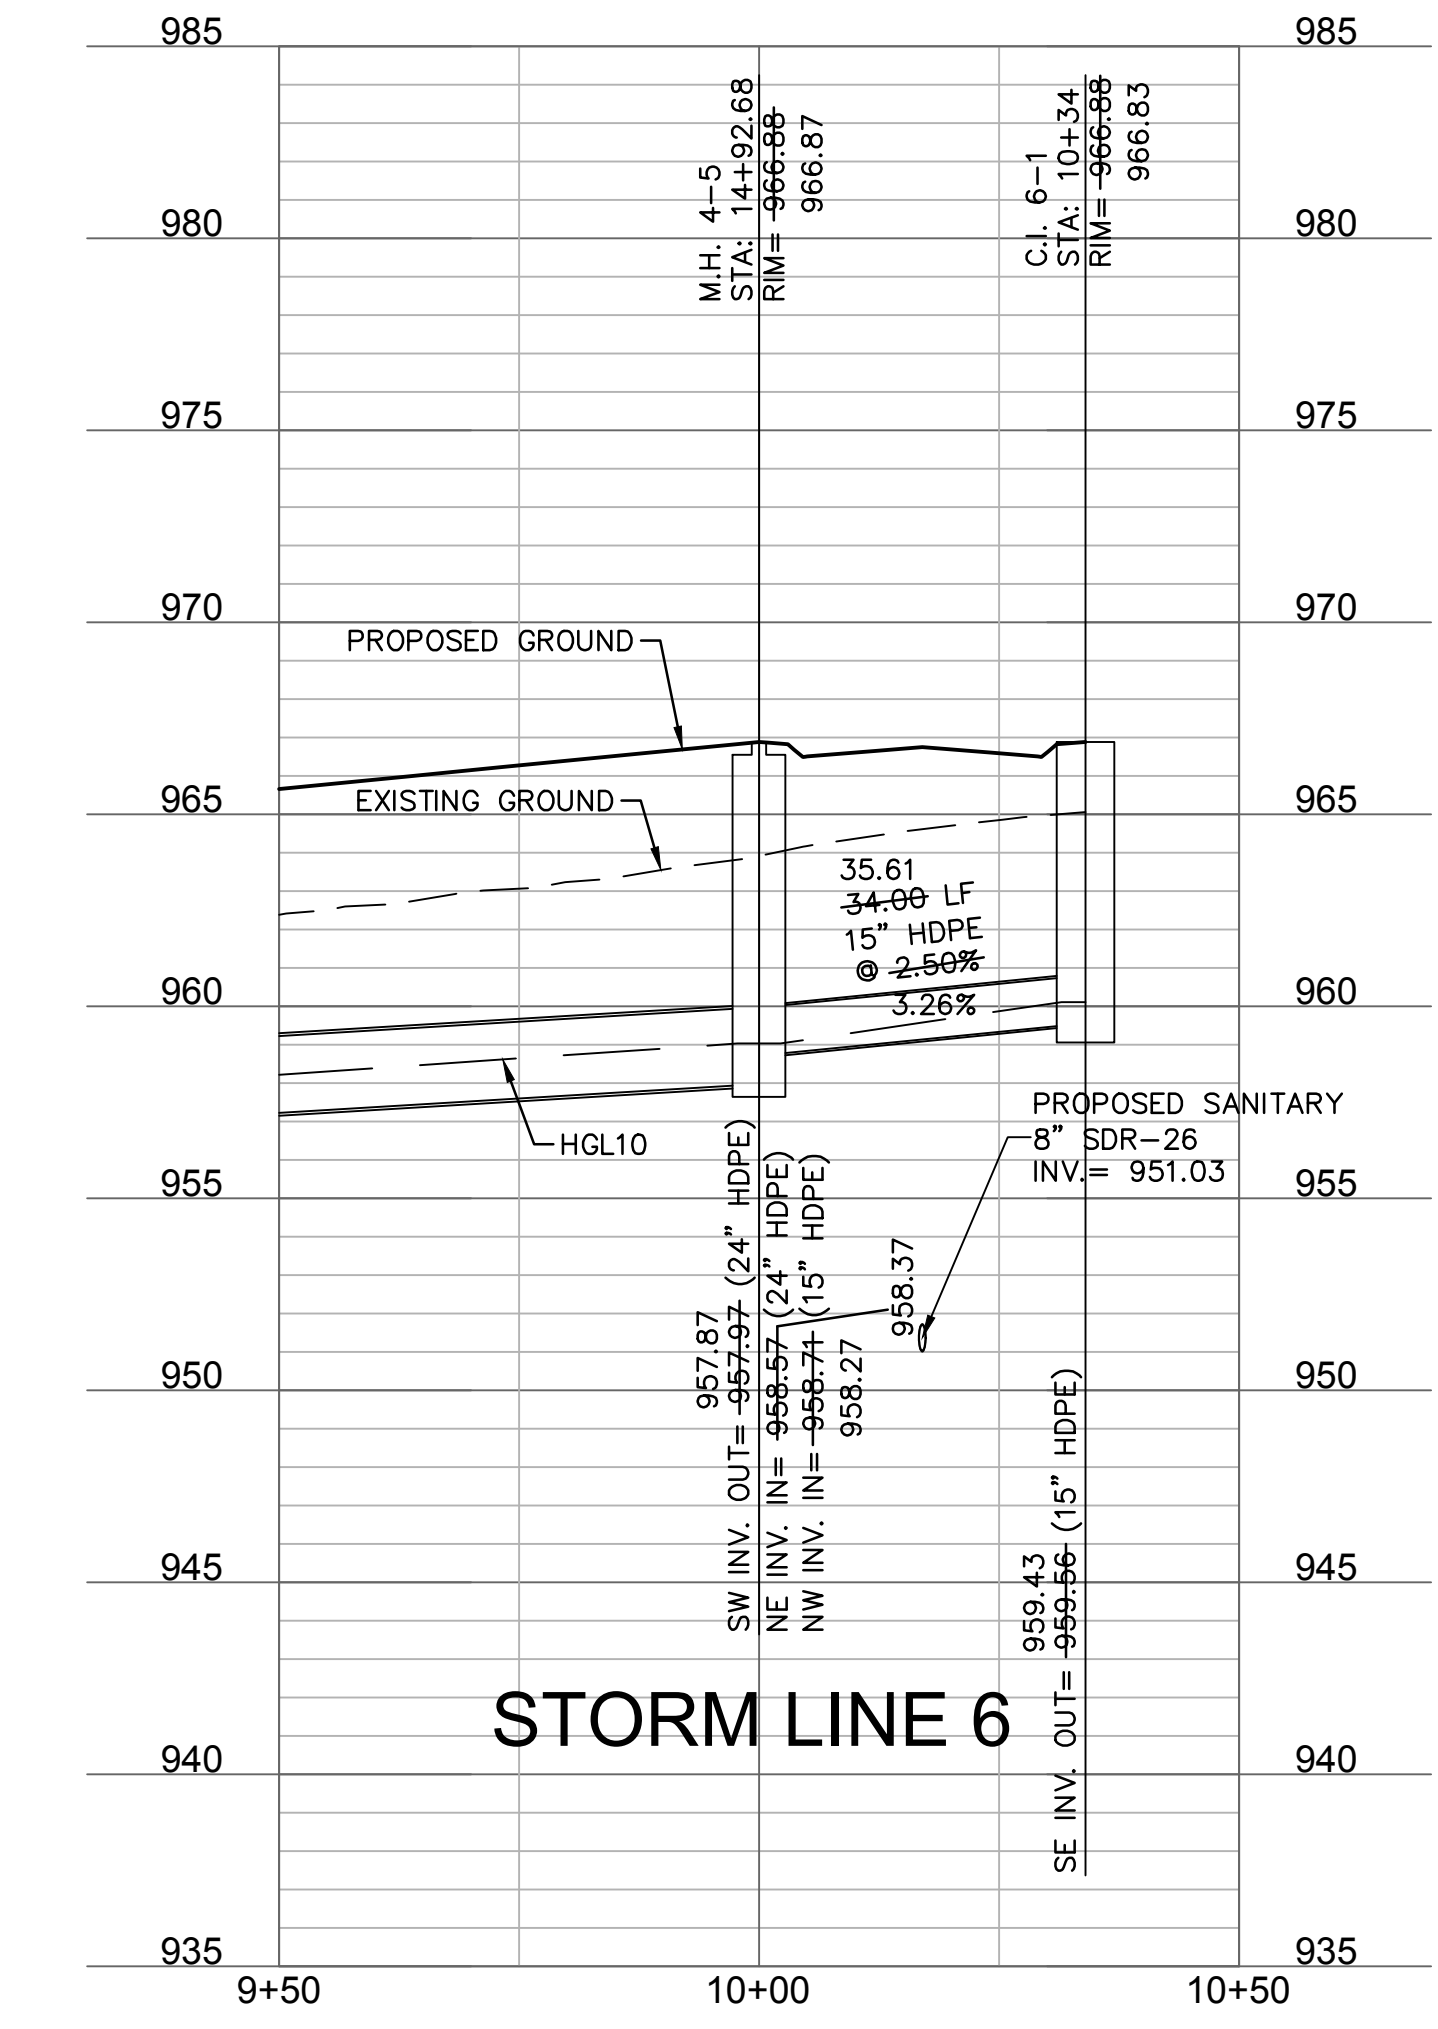 985
985
M.H. 4-5
STA: 14+92.68
RIM= 966.88
966.87
C.I. 6-1
STA: 10+34
RIM= 966.88
966.83
980
980
975
975
970
970
PROPOSED GROUND
965
965
EXISTING GROUND
35.61
34.00 LF
15" HDPE
@ 2.50%
3.26%
960
960
HGL10
PROPOSED SANITARY
8" SDR-26
INV.= 951.03
955
955
957.87
SW INV. OUT= 957.97 (24" HDPE)
NE INV. IN= 958.57 (24" HDPE)
NW INV. IN= 958.71 (15" HDPE)
958.27
958.37
950
950
959.43
SE INV. OUT= 959.56 (15" HDPE)
945
945
STORM LINE 6
940
940
935
935
9+50
10+00
10+50